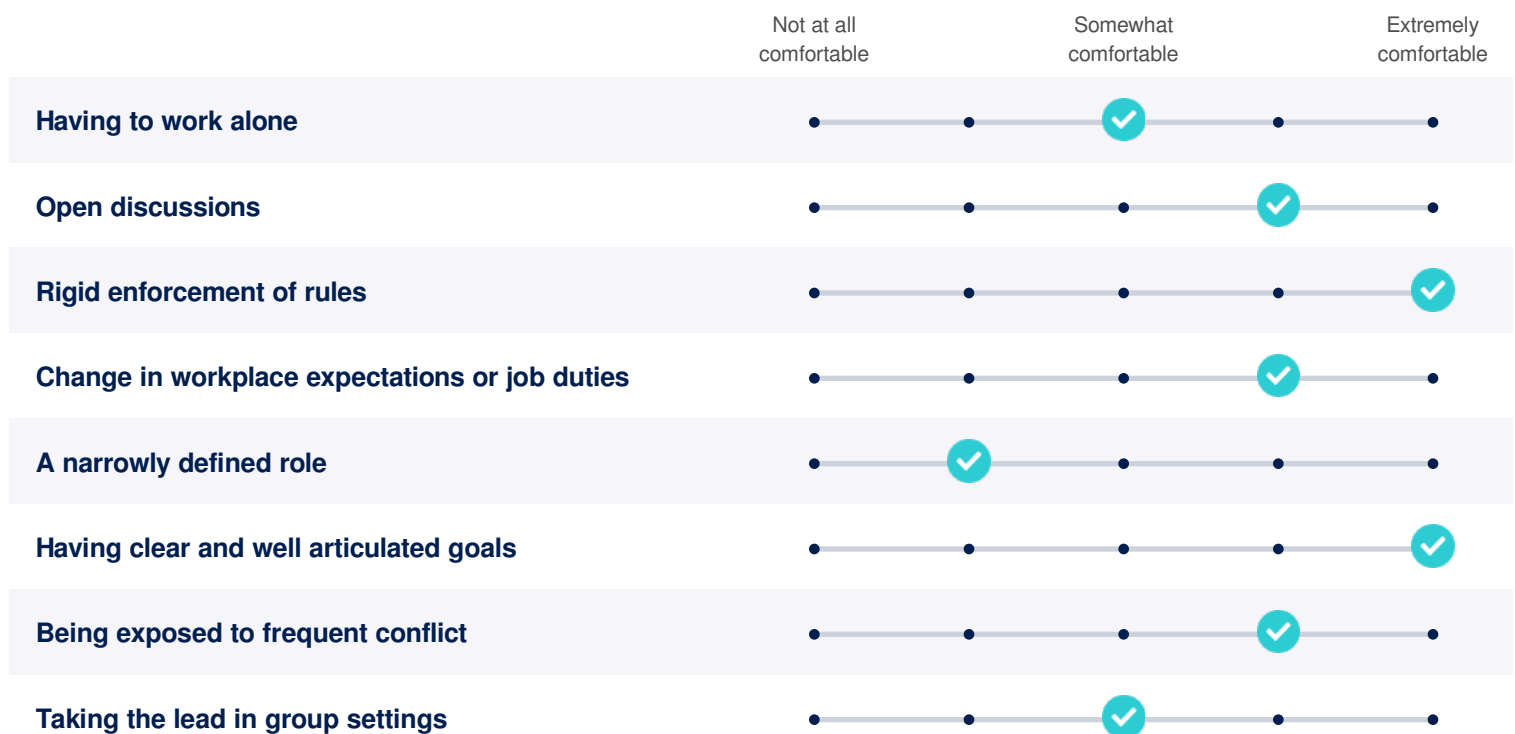 Not at all
comfortable
Somewhat
comfortable
Extremely
comfortable
Having to work alone
Open discussions
Rigid enforcement of rules
Change in workplace expectations or job duties
A narrowly defined role
Having clear and well articulated goals
Being exposed to frequent conflict
Taking the lead in group settings